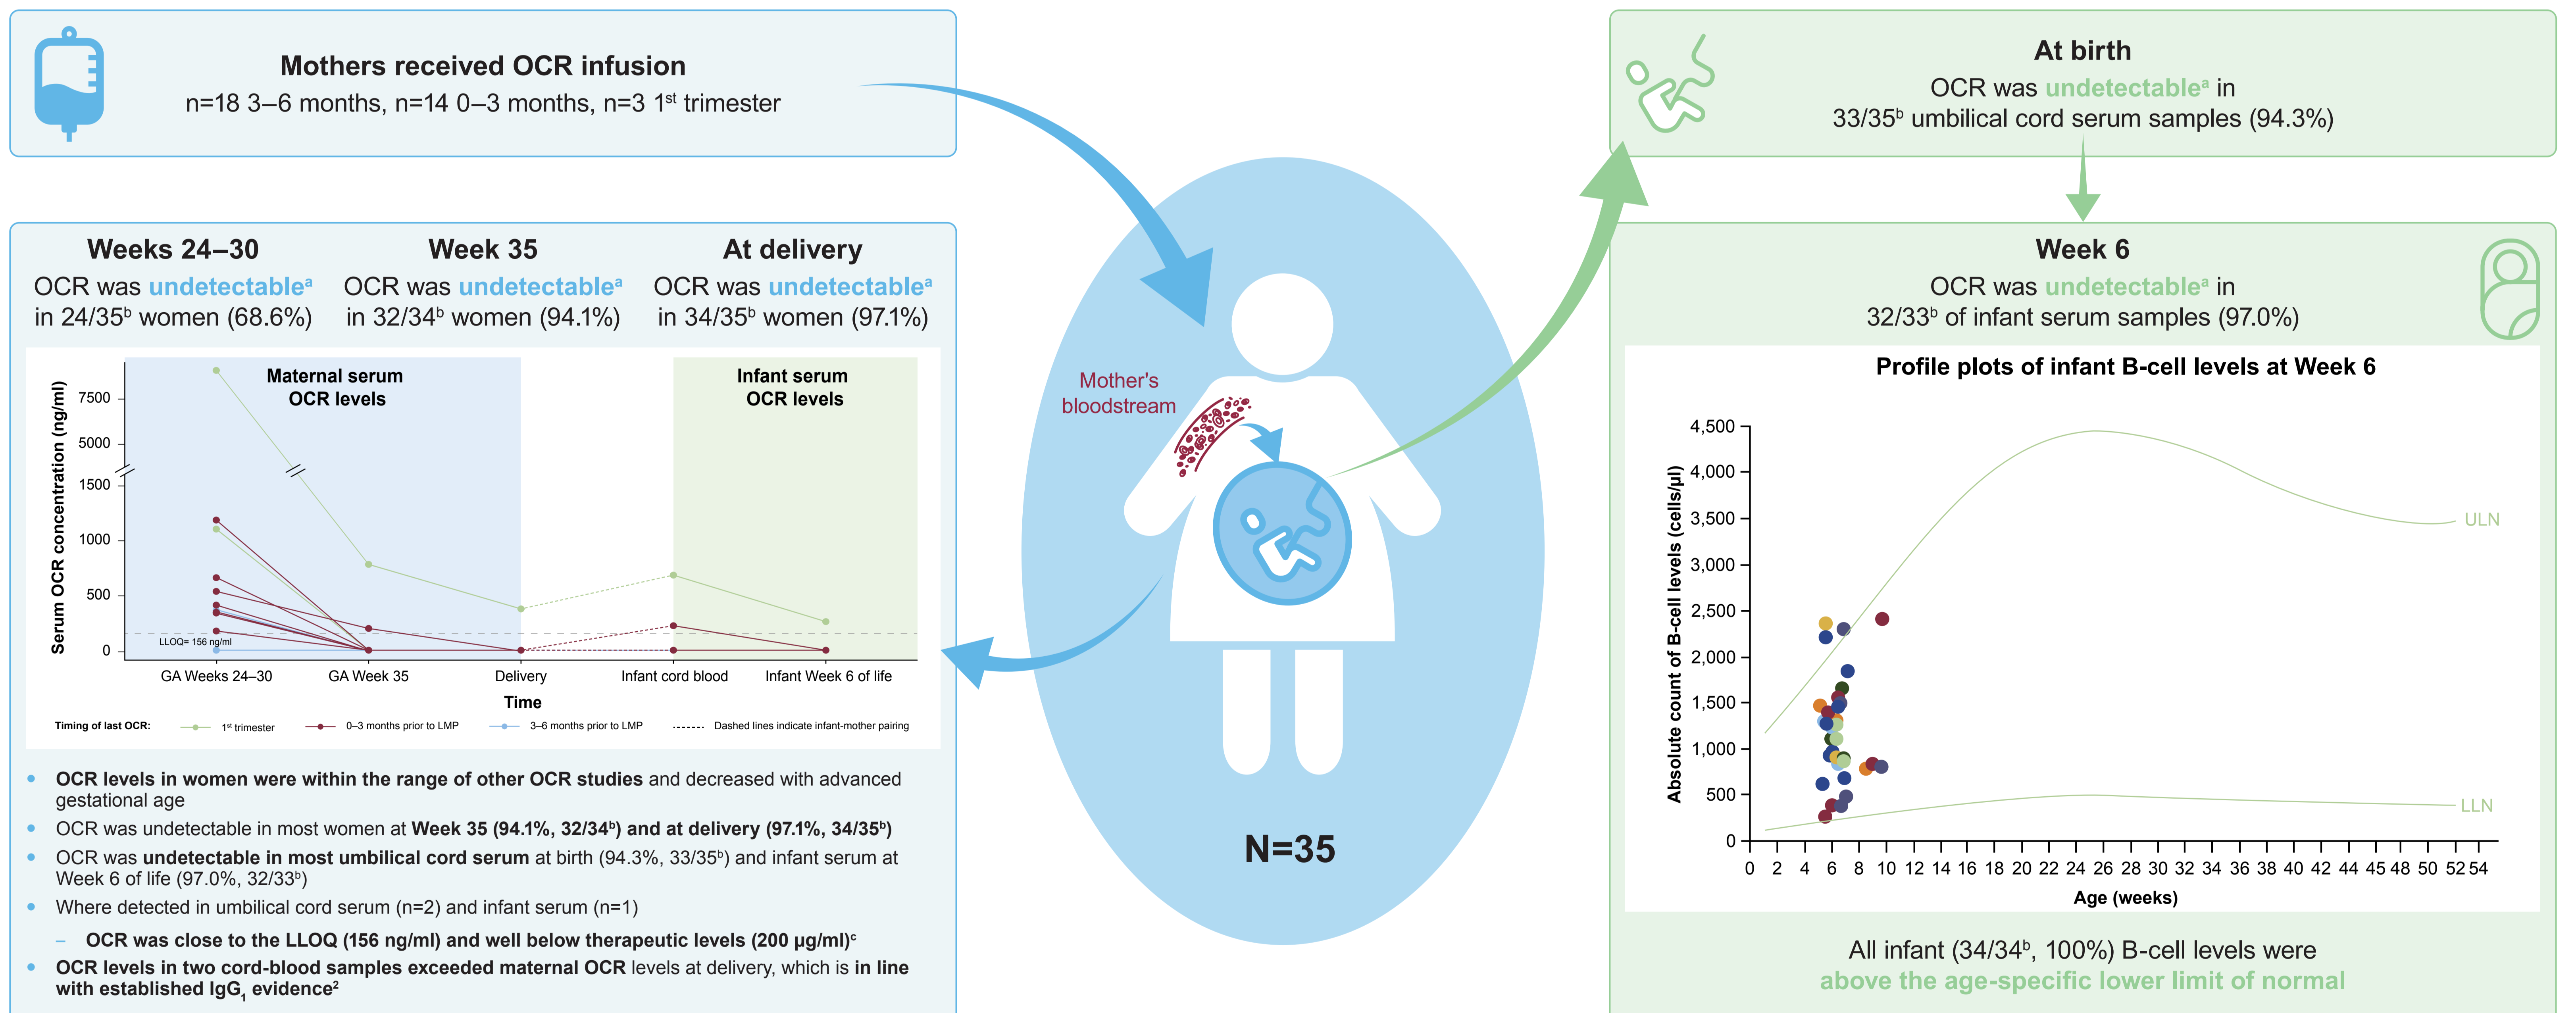 Mothers received OCR infusion
n=18 3–6 months, n=14 0–3 months, n=3 1st trimester
Weeks 24–30
OCR was undetectableᵃ
in 24/35ᵇ women (68.6%)
Week 35
OCR was undetectableᵃ
in 32/34ᵇ women (94.1%)
At delivery
OCR was undetectableᵃ
in 34/35ᵇ women (97.1%)
Serum OCR concentration (ng/ml)
Maternal serum
OCR levels
Infant serum
OCR levels
7500
5000
1500
1000
500
0
LLOQ= 156 ng/ml
GA Weeks 24–30
GA Week 35
Delivery
Infant cord blood
Infant Week 6 of life
Time
Timing of last OCR:
1st trimester
0–3 months prior to LMP
3–6 months prior to LMP
Dashed lines indicate infant-mother pairing
• OCR levels in women were within the range of other OCR studies and decreased with advanced
gestational age
• OCR was undetectable in most women at Week 35 (94.1%, 32/34ᵇ) and at delivery (97.1%, 34/35ᵇ)
• OCR was undetectable in most umbilical cord serum at birth (94.3%, 33/35ᵇ) and infant serum at
Week 6 of life (97.0%, 32/33ᵇ)
• Where detected in umbilical cord serum (n=2) and infant serum (n=1)
– OCR was close to the LLOQ (156 ng/ml) and well below therapeutic levels (200 µg/ml)ᶜ
• OCR levels in two cord-blood samples exceeded maternal OCR levels at delivery, which is in line
with established IgG₁ evidence²
Mother's
bloodstream
N=35
At birth
OCR was undetectableᵃ in
33/35ᵇ umbilical cord serum samples (94.3%)
Week 6
OCR was undetectableᵃ in
32/33ᵇ of infant serum samples (97.0%)
Profile plots of infant B-cell levels at Week 6
Absolute count of B-cell levels (cells/µl)
4,500
4,000
3,500
3,000
2,500
2,000
1,500
1,000
500
0
ULN
LLN
0 2 4 6 8 10 12 14 16 18 20 22 24 26 28 30 32 34 36 38 40 42 44 45 48 50 52 54
Age (weeks)
All infant (34/34ᵇ, 100%) B-cell levels were
above the age-specific lower limit of normal